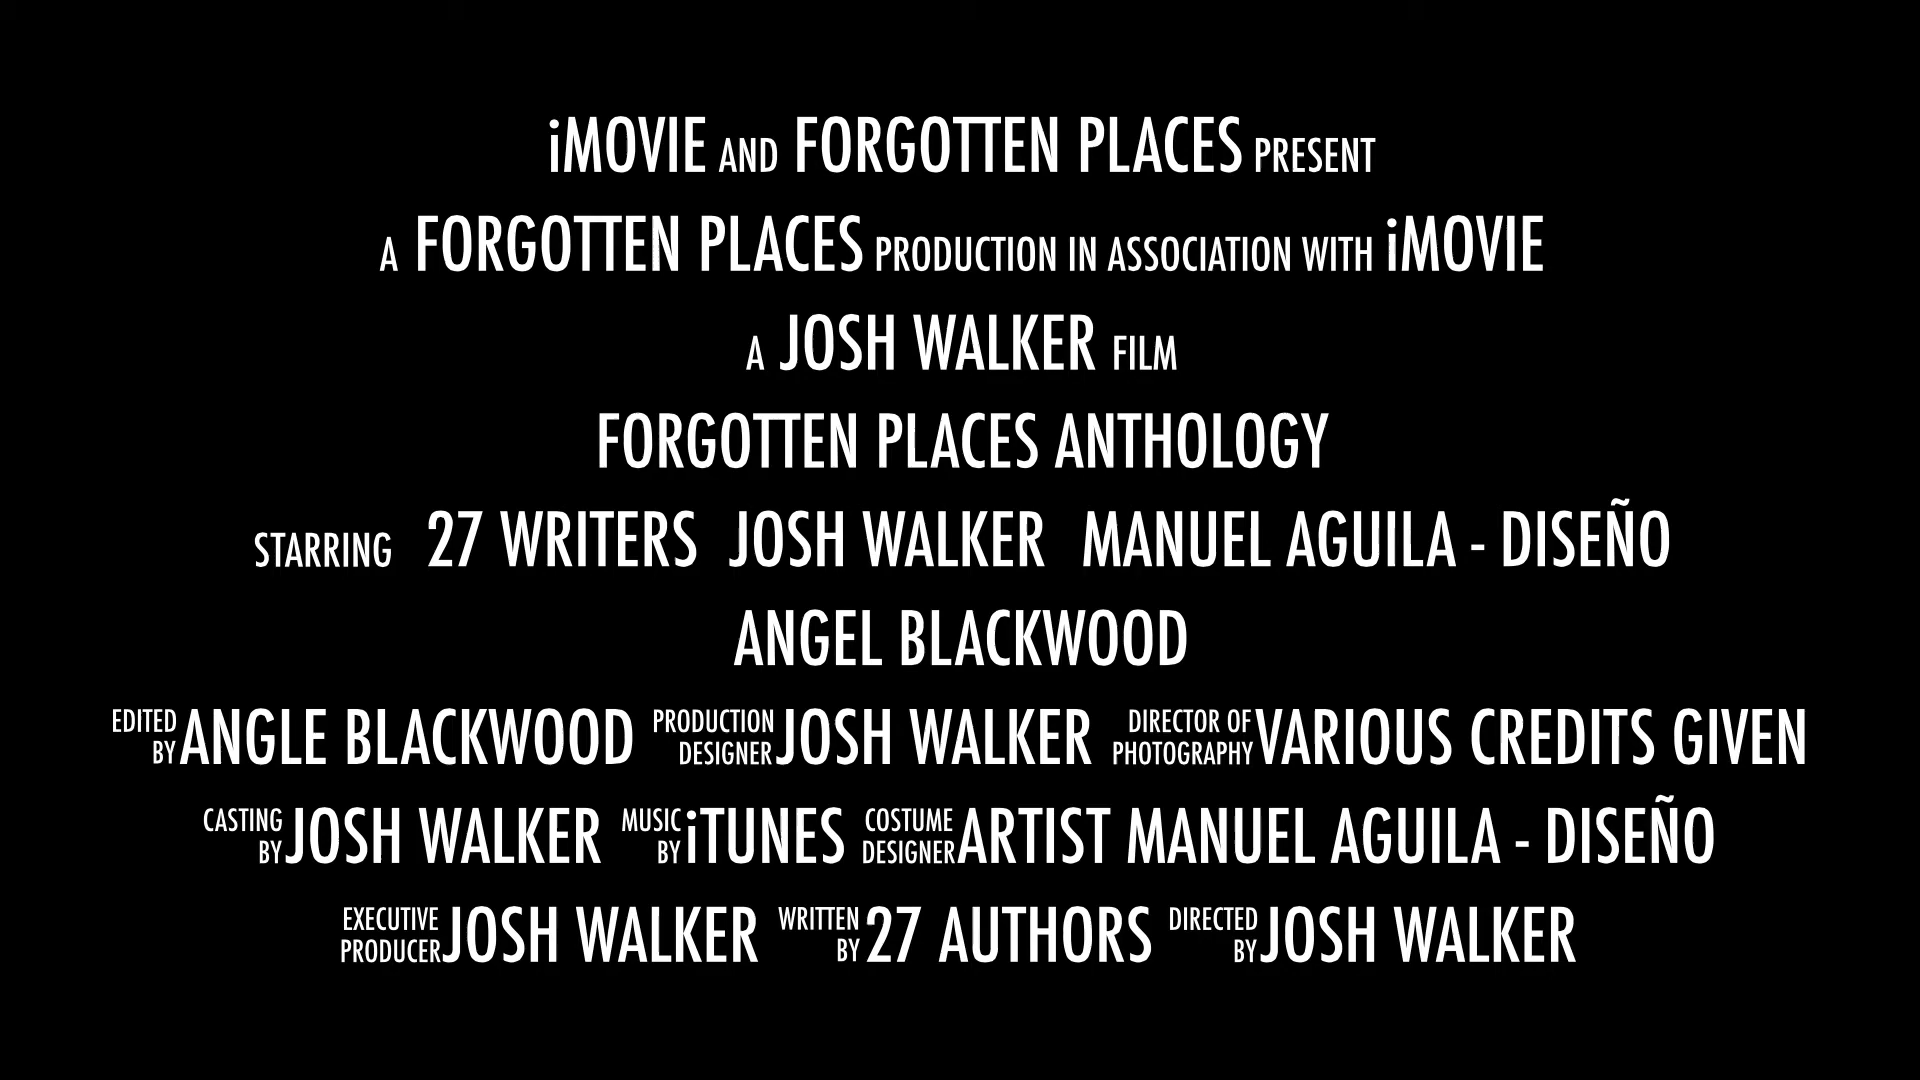 iMOVIE AND FORGOTTEN PLACES PRESENT
A FORGOTTEN PLACES PRODUCTION IN ASSOCIATION WITH iMOVIE
A JOSH WALKER FILM
FORGOTTEN PLACES ANTHOLOGY
STARRING 27 WRITERS JOSH WALKER MANUEL AGUILA - DISEÑO
ANGEL BLACKWOOD
EDITED BY ANGLE BLACKWOOD PRODUCTION DESIGNER JOSH WALKER DIRECTOR OF PHOTOGRAPHY VARIOUS CREDITS GIVEN
CASTING BY JOSH WALKER MUSIC BY iTUNES COSTUME DESIGNER ARTIST MANUEL AGUILA - DISEÑO
EXECUTIVE PRODUCER JOSH WALKER WRITTEN BY 27 AUTHORS DIRECTED BY JOSH WALKER